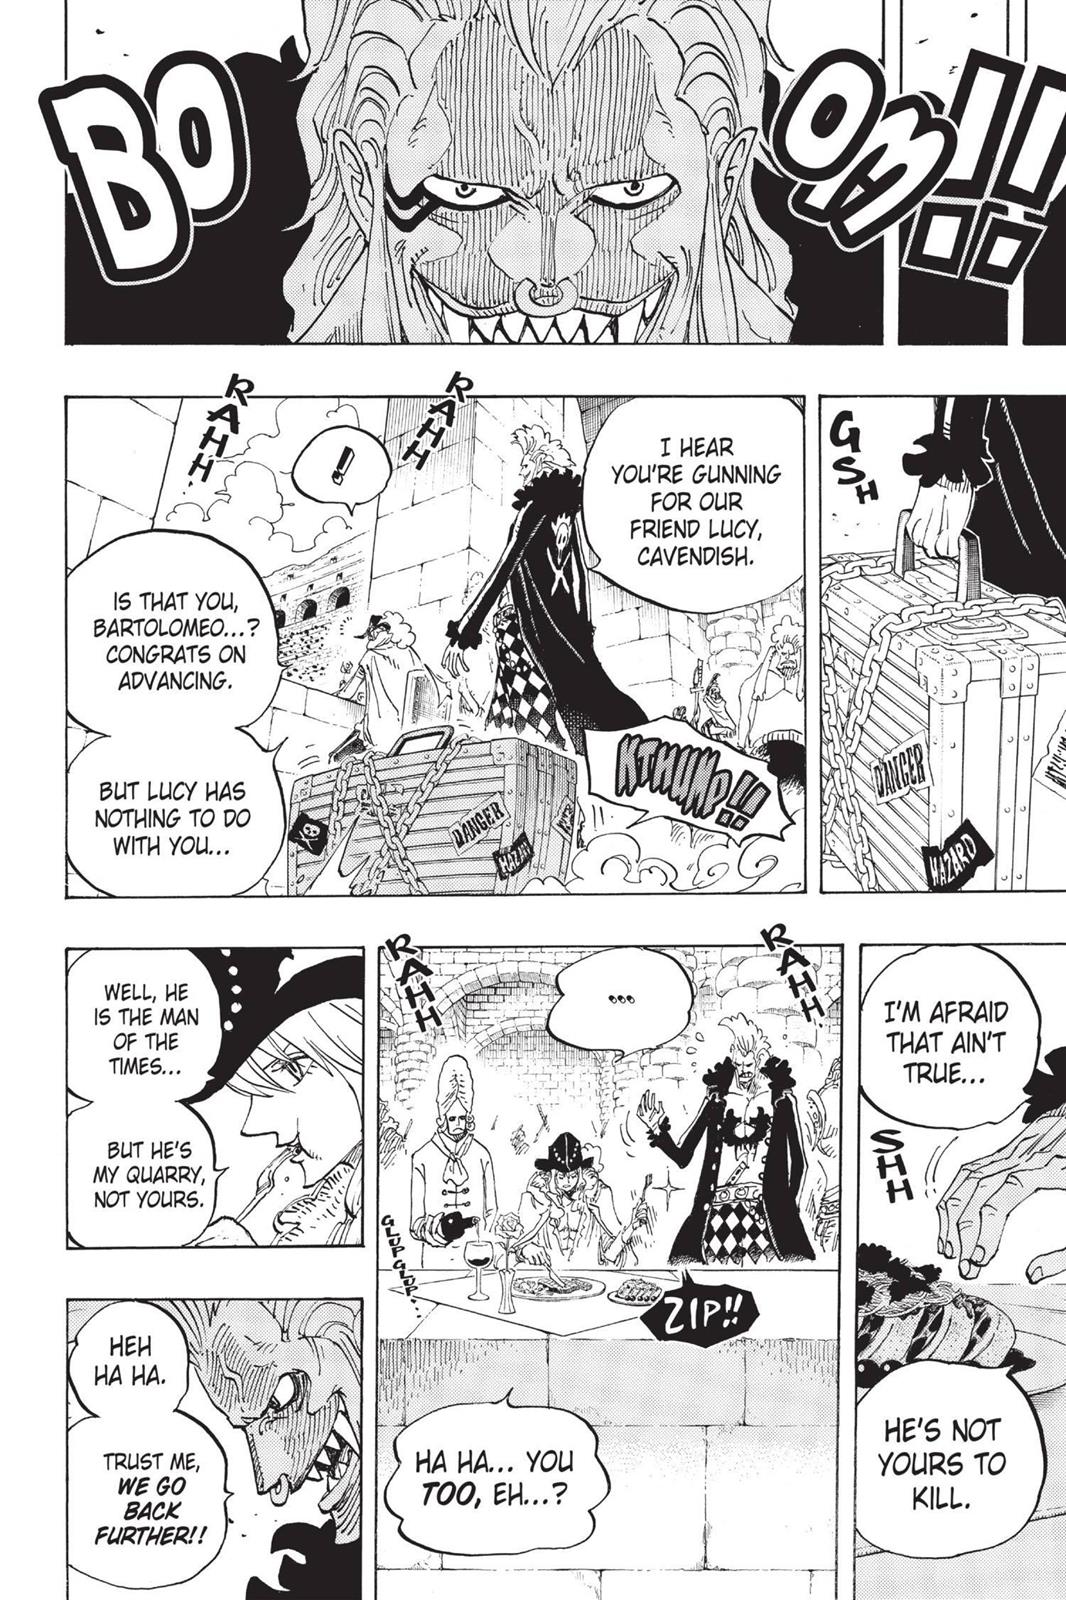 BOOM!!
GSH
DANGER
HAZARD
I HEAR
YOU'RE GUNNING
FOR OUR
FRIEND LUCY,
CAVENDISH.
RAHH
RAHH
!
IS THAT YOU,
BARTOLOMEO...?
CONGRATS ON
ADVANCING.
BUT LUCY HAS
NOTHING TO DO
WITH YOU...
KTHUNP!!
DANGER
I'M AFRAID
THAT AIN'T
TRUE...
SHH
HE'S NOT
YOURS TO
KILL.
RAHH
RAHH
...
GLUP GLUP...
ZIP!!
HA HA... YOU
TOO, EH...?
WELL, HE
IS THE MAN
OF THE
TIMES...
BUT HE'S
MY QUARRY,
NOT YOURS.
HEH
HA HA.
TRUST ME,
WE GO
BACK
FURTHER!!